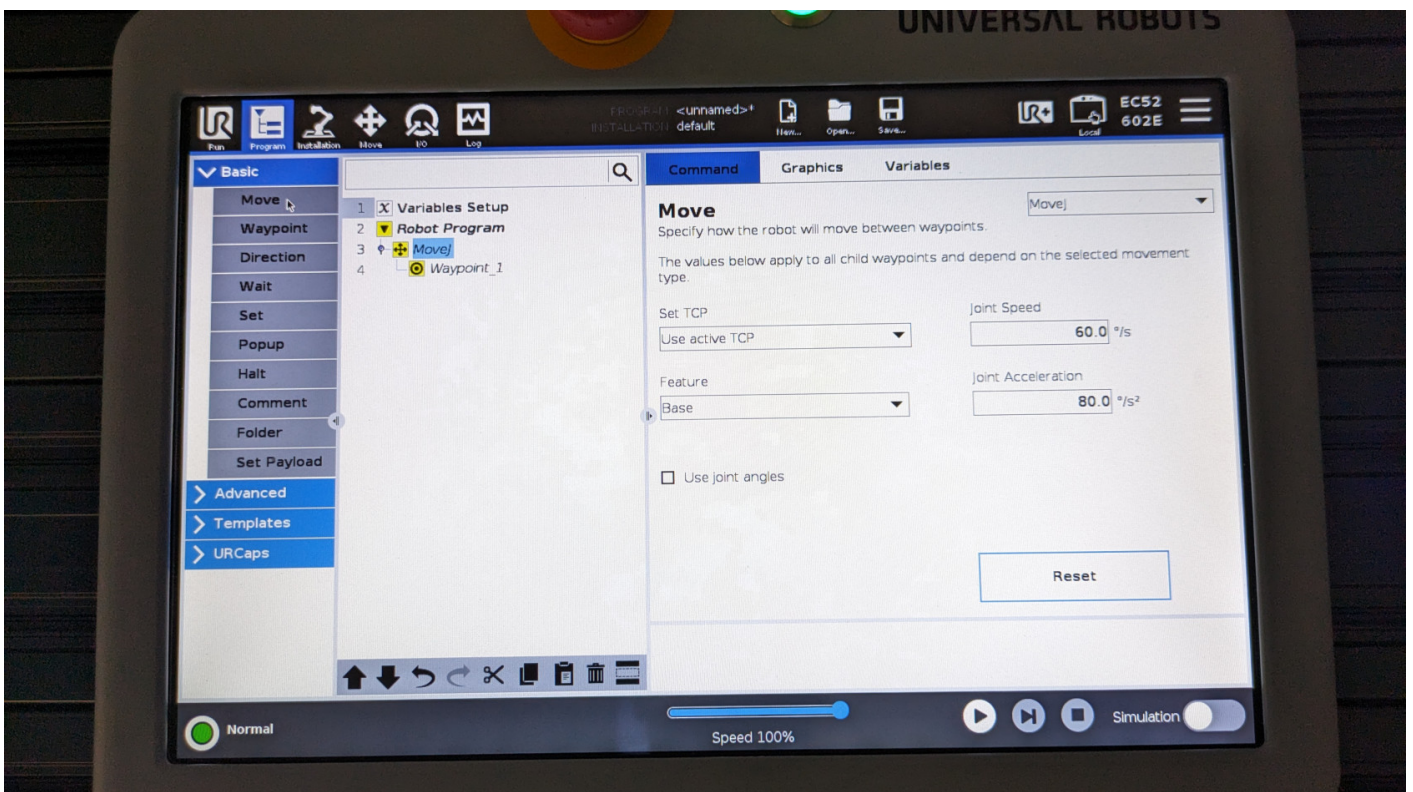 UNIVERSAL ROBOTS
UR
Run
Program
Installation
Move
I/O
Log
PROGRAM <unnamed>*
INSTALLATION default
New...
Open...
Save...
UR+
Local
EC52
602E
Basic
Move
Waypoint
Direction
Wait
Set
Popup
Halt
Comment
Folder
Set Payload
Advanced
Templates
URCaps
1 X Variables Setup
2 Robot Program
3 MoveJ
4 Waypoint_1
Command Graphics Variables
Move
MoveJ
Specify how the robot will move between waypoints.
The values below apply to all child waypoints and depend on the selected movement
type.
Set TCP
Use active TCP
Joint Speed
60.0 °/s
Feature
Base
Joint Acceleration
80.0 °/s²
Use joint angles
Reset
Normal
Speed 100%
Simulation